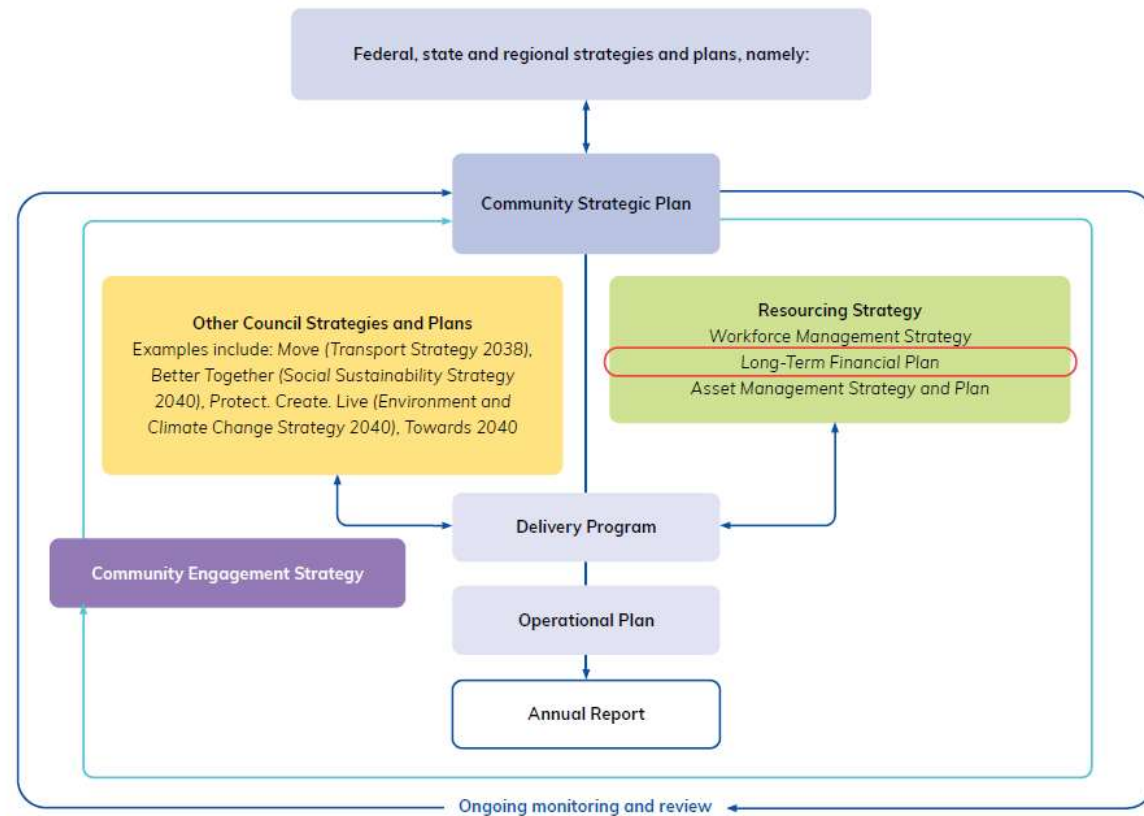 Federal, state and regional strategies and plans, namely:
Community Strategic Plan
Other Council Strategies and Plans
Examples include: Move (Transport Strategy 2038),
Better Together (Social Sustainability Strategy
2040), Protect. Create. Live (Environment and
Climate Change Strategy 2040), Towards 2040
Resourcing Strategy
Workforce Management Strategy
Long-Term Financial Plan
Asset Management Strategy and Plan
Delivery Program
Community Engagement Strategy
Operational Plan
Annual Report
Ongoing monitoring and review